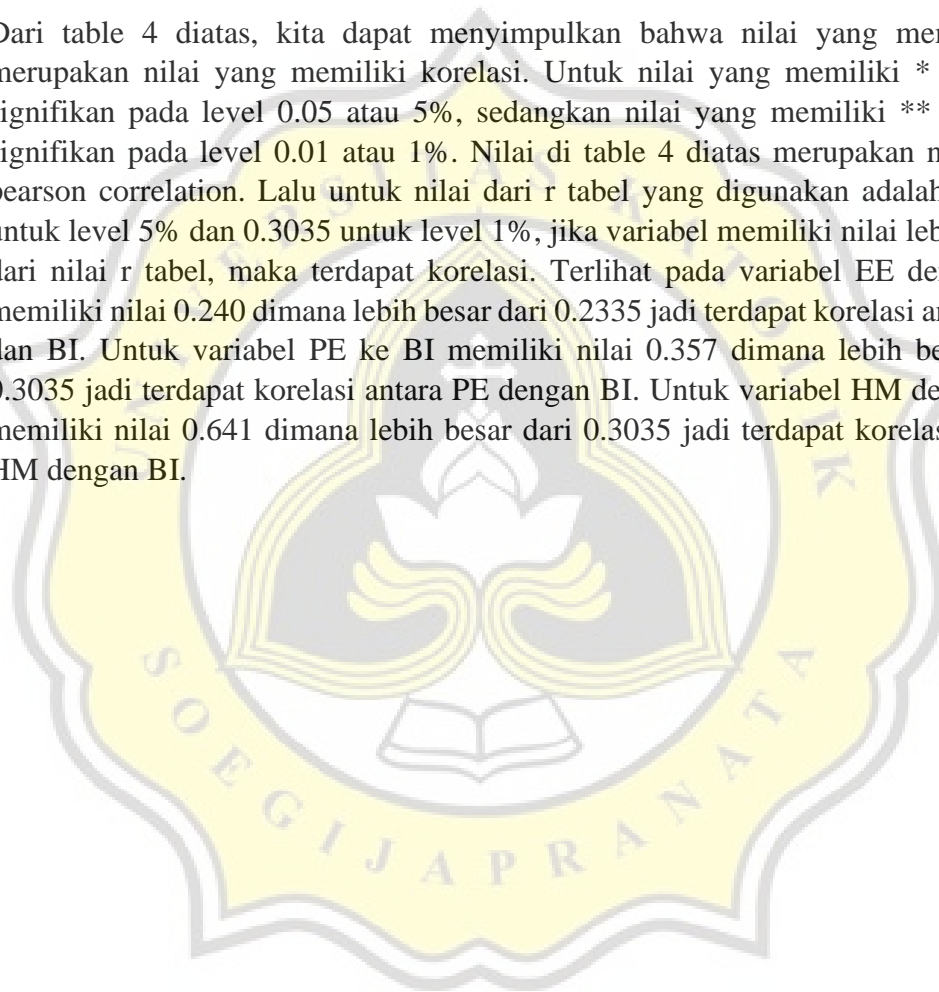 Dari table 4 diatas, kita dapat menyimpulkan bahwa nilai yang mem
merupakan nilai yang memiliki korelasi. Untuk nilai yang memiliki *
signifikan pada level 0.05 atau 5%, sedangkan nilai yang memiliki **
signifikan pada level 0.01 atau 1%. Nilai di table 4 diatas merupakan n
pearson correlation. Lalu untuk nilai dari r tabel yang digunakan adalah
untuk level 5% dan 0.3035 untuk level 1%, jika variabel memiliki nilai leb
dari nilai r tabel, maka terdapat korelasi. Terlihat pada variabel EE de
memiliki nilai 0.240 dimana lebih besar dari 0.2335 jadi terdapat korelasi an
dan BI. Untuk variabel PE ke BI memiliki nilai 0.357 dimana lebih be
0.3035 jadi terdapat korelasi antara PE dengan BI. Untuk variabel HM de
memiliki nilai 0.641 dimana lebih besar dari 0.3035 jadi terdapat korelas
HM dengan BI.
UNIVERSITAS KATOLIK
SOEGIJAPRANATA